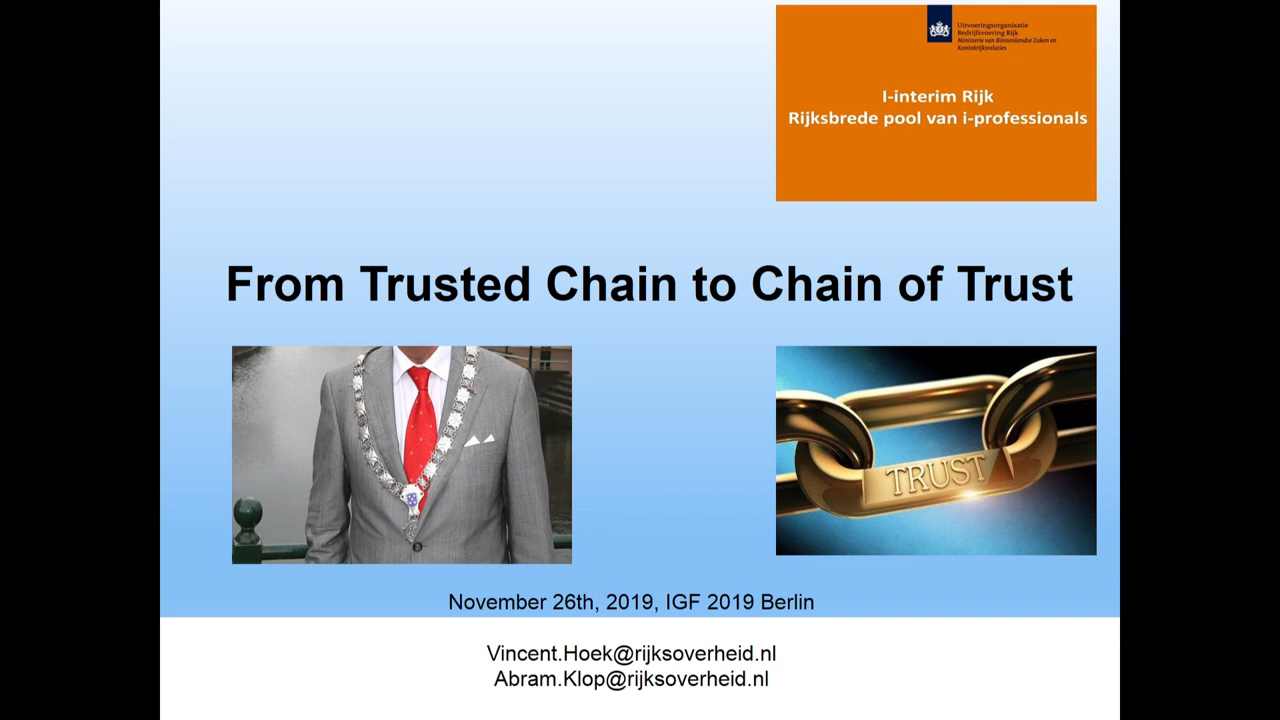 Uitvoeringsorganisatie
Bedrijfsvoering Rijk
Ministerie van Binnenlandse Zaken en
Koninkrijksrelaties
I-interim Rijk
Rijksbrede pool van i-professionals
From Trusted Chain to Chain of Trust
TRUST
November 26th, 2019, IGF 2019 Berlin
Vincent.Hoek@rijksoverheid.nl
Abram.Klop@rijksoverheid.nl